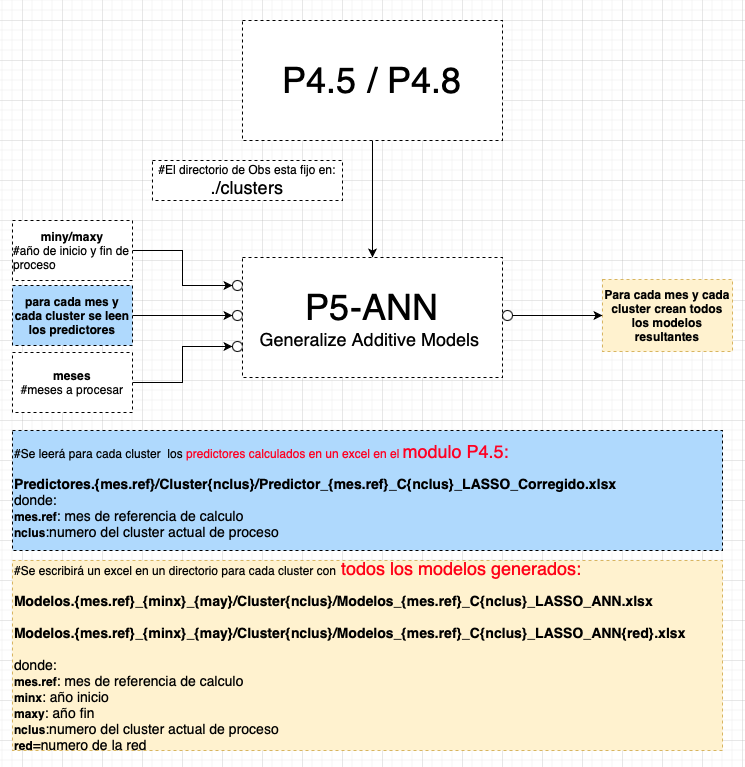 P4.5 / P4.8
#El directorio de Obs esta fijo en:
./clusters
miny/maxy
#año de inicio y fin de
proceso
para cada mes y
cada cluster se leen
los predictores
meses
#meses a procesar
P5-ANN
Generalize Additive Models
Para cada mes y cada
cluster crean todos
los modelos
resultantes
#Se leerá para cada cluster los predictores calculados en un excel en el modulo P4.5:
Predictores.{mes.ref}/Cluster{nclus}/Predictor_{mes.ref}_C{nclus}_LASSO_Corregido.xlsx
donde:
mes.ref: mes de referencia de calculo
nclus:numero del cluster actual de proceso
#Se escribirá un excel en un directorio para cada cluster con todos los modelos generados:
Modelos.{mes.ref}_{minx}_{may}/Cluster{nclus}/Modelos_{mes.ref}_C{nclus}_LASSO_ANN.xlsx
Modelos.{mes.ref}_{minx}_{may}/Cluster{nclus}/Modelos_{mes.ref}_C{nclus}_LASSO_ANN{red}.xlsx
donde:
mes.ref: mes de referencia de calculo
minx: año inicio
maxy: año fin
nclus:numero del cluster actual de proceso
red=numero de la red